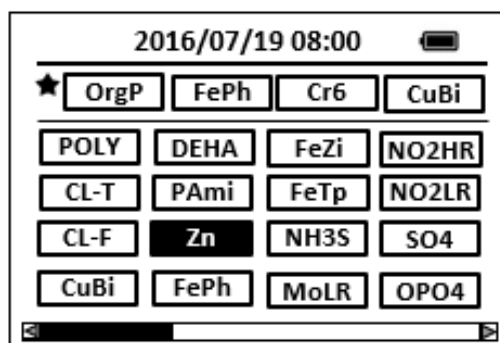 2016/07/19 08:00
OrgP FePh Cr6 CuBi
POLY DEHA FeZi NO2HR
CL-T PAmi FeTp NO2LR
CL-F Zn NH3S SO4
CuBi FePh MoLR OPO4